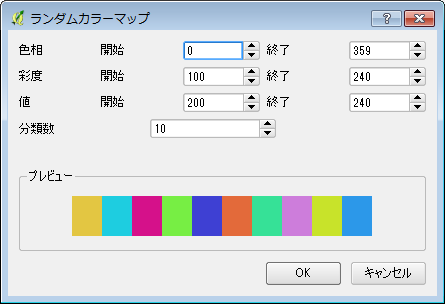 ランダムカラーマップ
色相 開始 0 終了 359
彩度 開始 100 終了 240
値 開始 200 終了 240
分類数 10
プレビュー
OK キャンセル